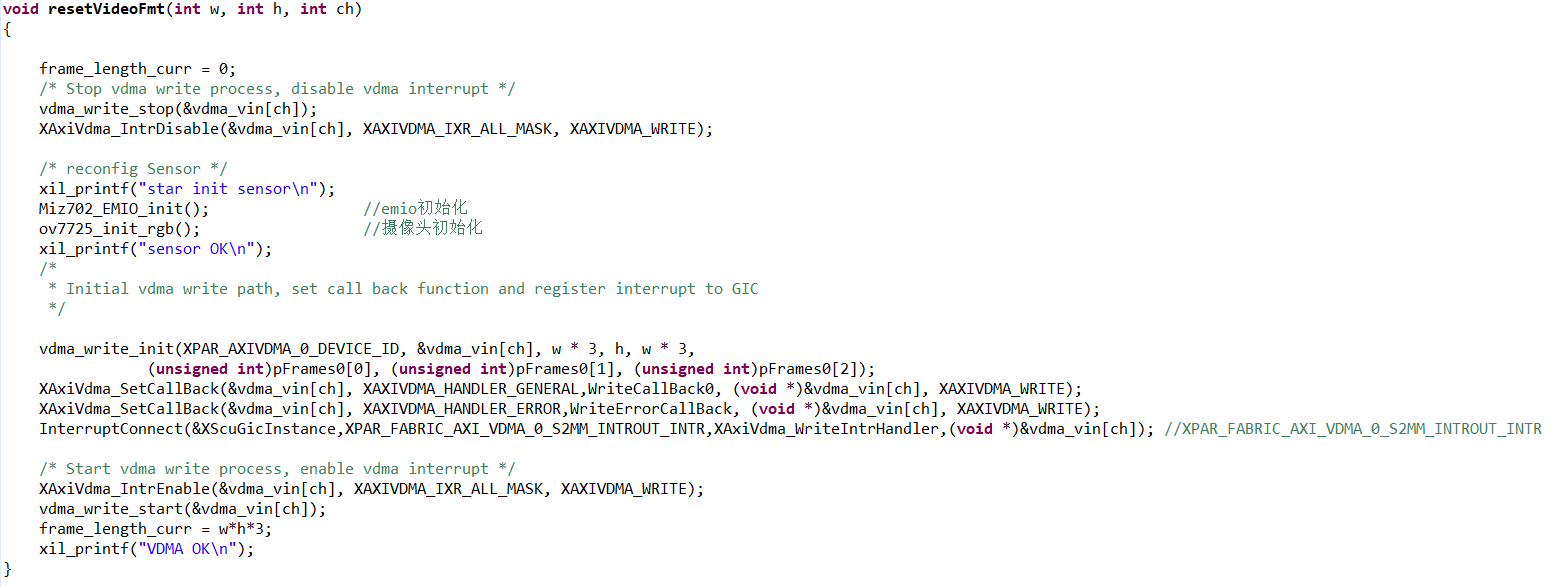 void resetVideoFmt(int w, int h, int ch)
{
frame_length_curr = 0;
/* Stop vdma write process, disable vdma interrupt */
vdma_write_stop(&vdma_vin[ch]);
XAxiVdma_IntrDisable(&vdma_vin[ch], XAXIVDMA_IXR_ALL_MASK, XAXIVDMA_WRITE);
/* reconfig Sensor */
xil_printf("star init sensor\n");
Miz702_EMIO_init(); //emio初始化
ov7725_init_rgb(); //摄像头初始化
xil_printf("sensor OK\n");
/*
* Initial vdma write path, set call back function and register interrupt to GIC
*/
vdma_write_init(XPAR_AXIVDMA_0_DEVICE_ID, &vdma_vin[ch], w * 3, h, w * 3,
(unsigned int)pFrames0[0], (unsigned int)pFrames0[1], (unsigned int)pFrames0[2]);
XAxiVdma_SetCallBack(&vdma_vin[ch], XAXIVDMA_HANDLER_GENERAL,WriteCallBack0, (void *)&vdma_vin[ch], XAXIVDMA_WRITE);
XAxiVdma_SetCallBack(&vdma_vin[ch], XAXIVDMA_HANDLER_ERROR,WriteErrorCallBack, (void *)&vdma_vin[ch], XAXIVDMA_WRITE);
InterruptConnect(&XScuGicInstance,XPAR_FABRIC_AXI_VDMA_0_S2MM_INTROUT_INTR,XAxiVdma_WriteIntrHandler,(void *)&vdma_vin[ch]); //XPAR_FABRIC_AXI_VDMA_0_S2MM_INTROUT_INTR
/* Start vdma write process, enable vdma interrupt */
XAxiVdma_IntrEnable(&vdma_vin[ch], XAXIVDMA_IXR_ALL_MASK, XAXIVDMA_WRITE);
vdma_write_start(&vdma_vin[ch]);
frame_length_curr = w*h*3;
xil_printf("VDMA OK\n");
}